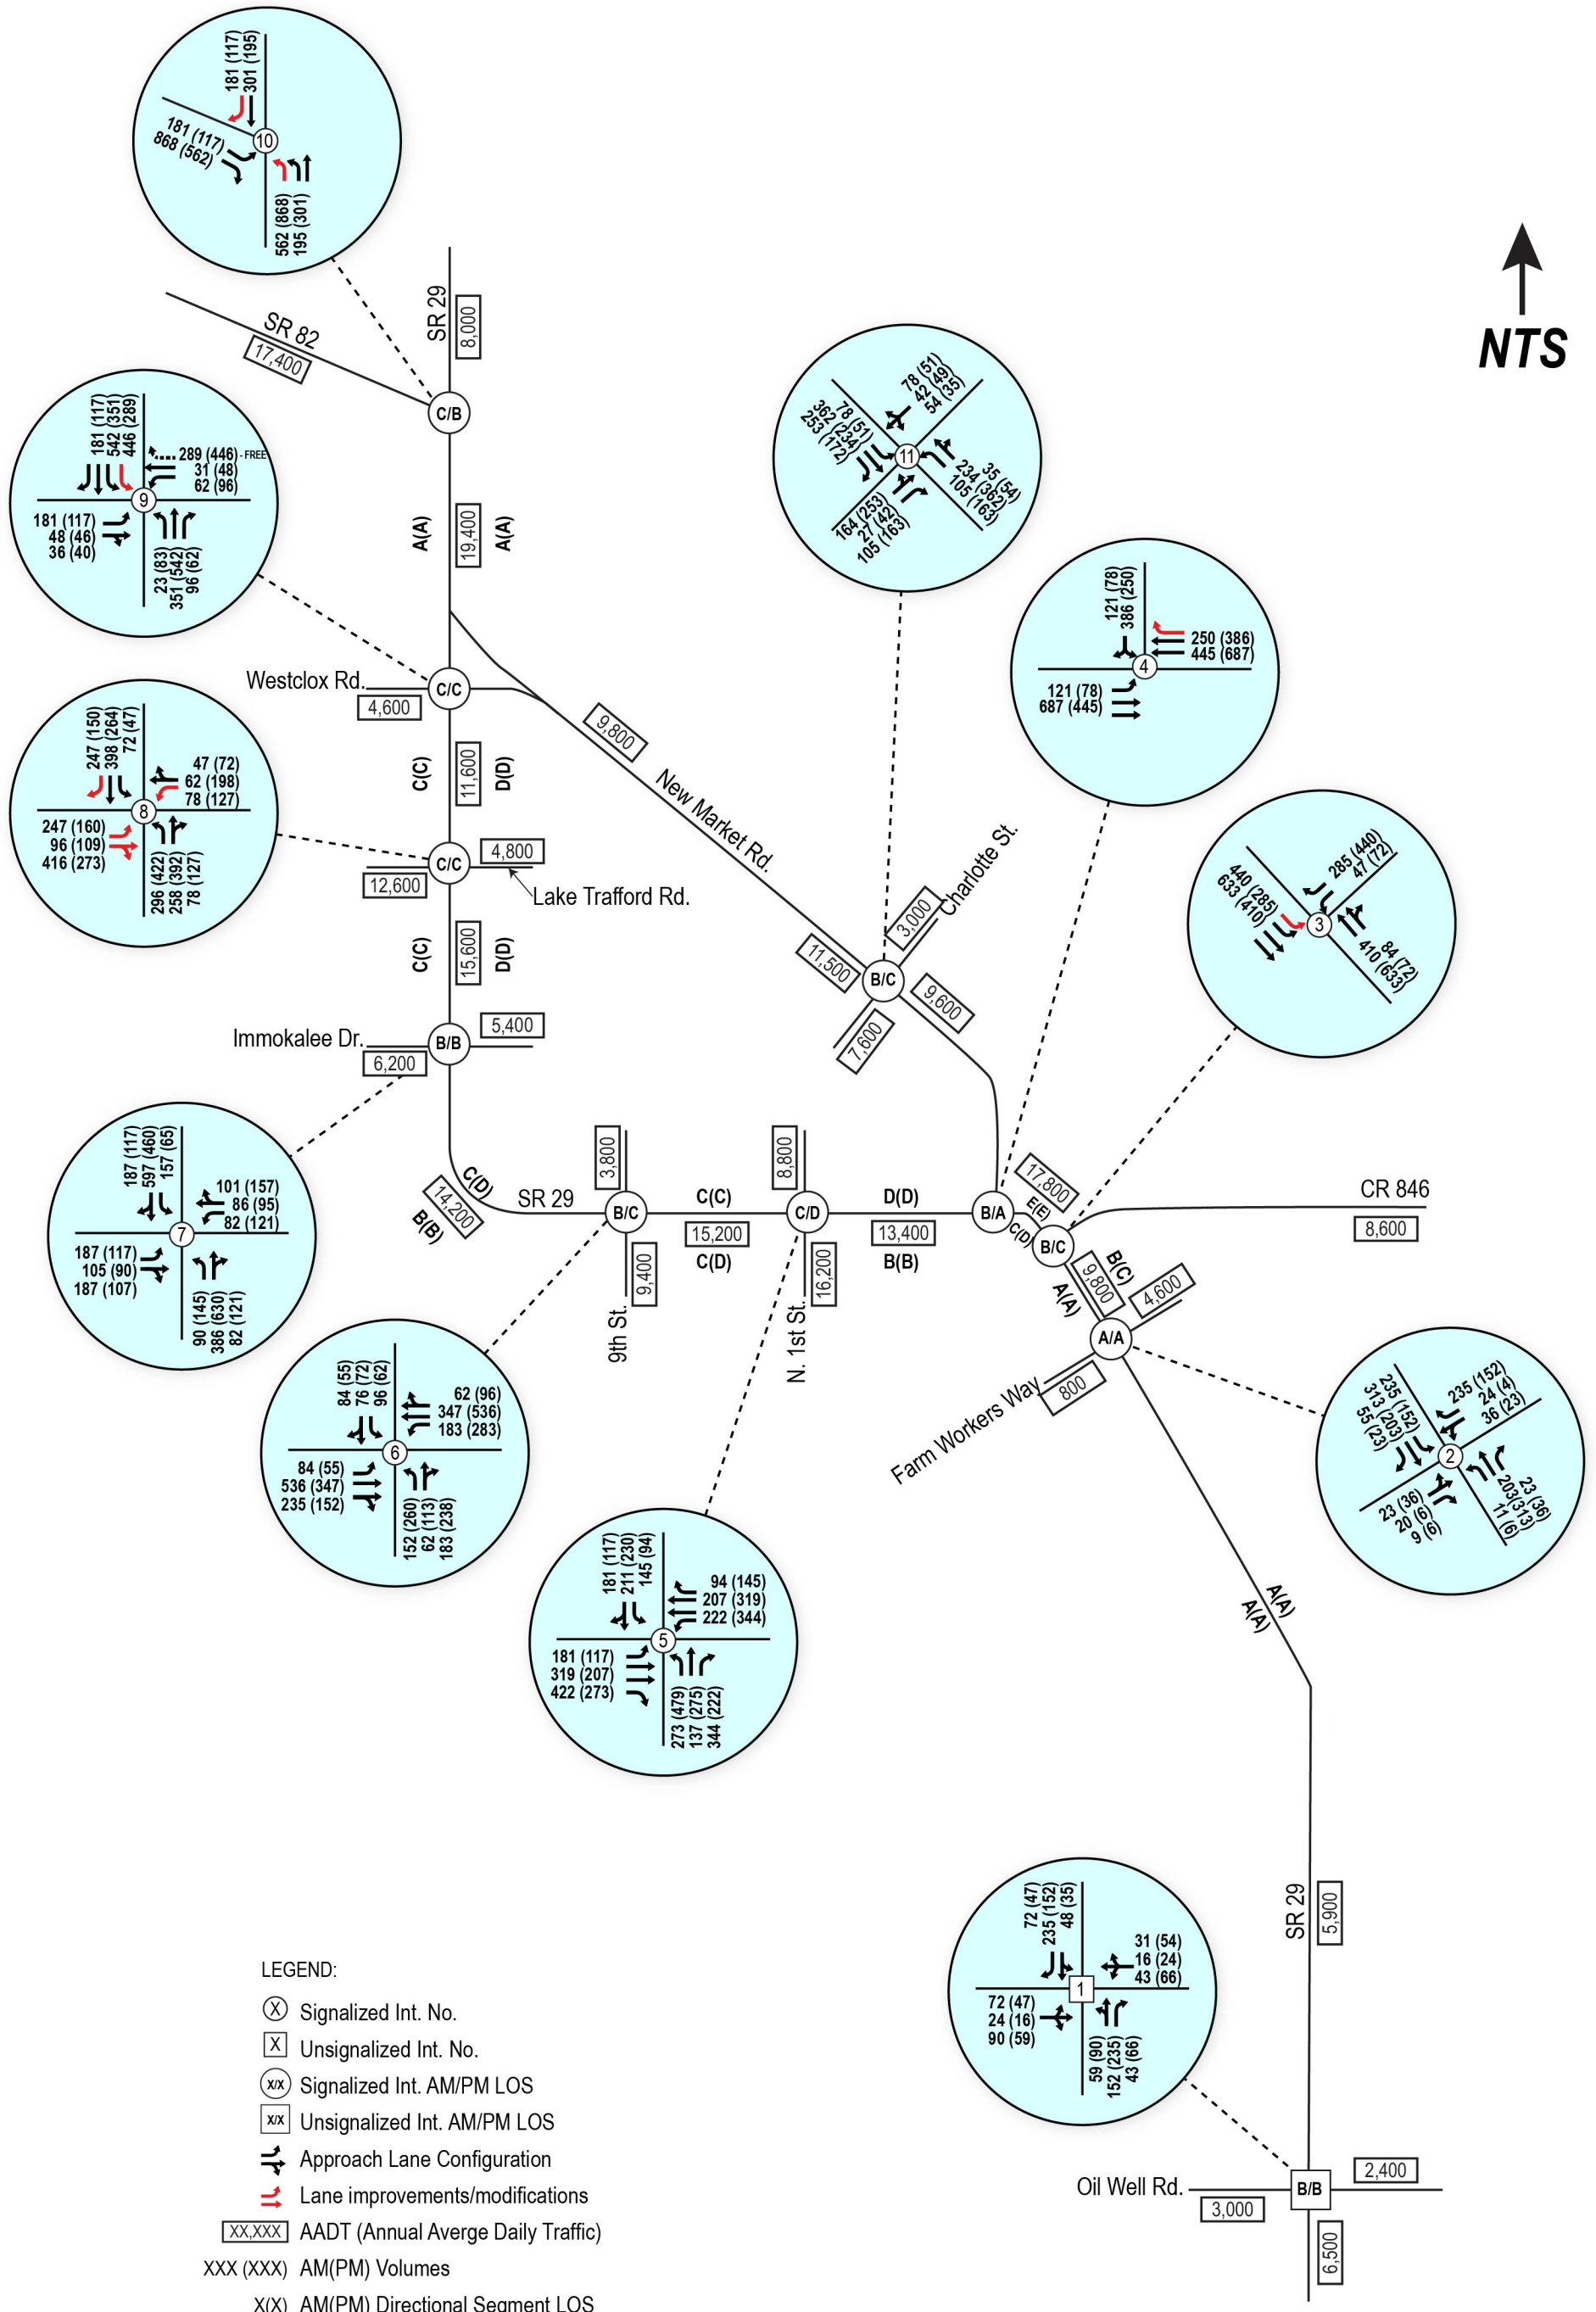 181 (117)
301 (195)
181 (117)
868 (562)
10
562 (868)
195 (301)
NTS
SR 29
8,000
SR 82
17,400
C/B
181 (117)
542 (351)
446 (289)
289 (446) - FREE
31 (48)
62 (96)
9
181 (117)
48 (46)
36 (40)
23 (83)
351 (542)
96 (62)
78 (51)
42 (49)
54 (35)
78 (51)
362 (234)
253 (172)
11
35 (54)
234 (362)
105 (163)
164 (253)
27 (42)
105 (163)
A(A)
19,400
A(A)
121 (78)
386 (250)
250 (386)
445 (687)
4
121 (78)
687 (445)
Westclox Rd.
C/C
4,600
9,800
New Market Rd.
247 (150)
398 (264)
72 (47)
47 (72)
62 (198)
78 (127)
8
247 (160)
96 (109)
416 (273)
296 (422)
258 (392)
78 (127)
C(C)
11,600
D(D)
C/C
4,800
12,600
Lake Trafford Rd.
285 (440)
47 (72)
440 (285)
633 (410)
3
84 (72)
410 (633)
Charlotte St.
3,000
11,500
B/C
9,600
7,600
C(C)
15,600
D(D)
Immokalee Dr.
B/B
5,400
6,200
187 (117)
597 (460)
157 (65)
101 (157)
86 (95)
82 (121)
7
187 (117)
105 (90)
187 (107)
90 (145)
386 (630)
82 (121)
C(D)
14,200
B(B)
SR 29
3,800
B/C
9,400
9th St.
C(C)
15,200
C(D)
8,800
C/D
16,200
N. 1st St.
D(D)
13,400
B(B)
B/A
17,800
E(E)
C(D)
B/C
CR 846
8,600
B(C)
9,800
A(A)
4,600
A/A
Farm Workers Way
800
84 (55)
76 (72)
96 (62)
62 (96)
347 (536)
183 (283)
6
84 (55)
536 (347)
235 (152)
152 (260)
62 (113)
183 (238)
235 (152)
24 (4)
36 (23)
235 (152)
313 (203)
55 (23)
2
23 (36)
203(313)
11 (6)
23 (36)
20 (6)
9 (6)
181 (117)
211 (230)
145 (94)
94 (145)
207 (319)
222 (344)
5
181 (117)
319 (207)
422 (273)
273 (479)
137 (275)
344 (222)
A(A)
A(A)
SR 29
5,900
72 (47)
235 (152)
48 (35)
31 (54)
16 (24)
43 (66)
1
72 (47)
24 (16)
90 (59)
59 (90)
152 (235)
43 (66)
Oil Well Rd.
B/B
2,400
3,000
6,500
LEGEND:
X Signalized Int. No.
X Unsignalized Int. No.
X/X Signalized Int. AM/PM LOS
X/X Unsignalized Int. AM/PM LOS
Approach Lane Configuration
Lane improvements/modifications
XX,XXX AADT (Annual Averge Daily Traffic)
XXX (XXX) AM(PM) Volumes
X(X) AM(PM) Directional Segment LOS